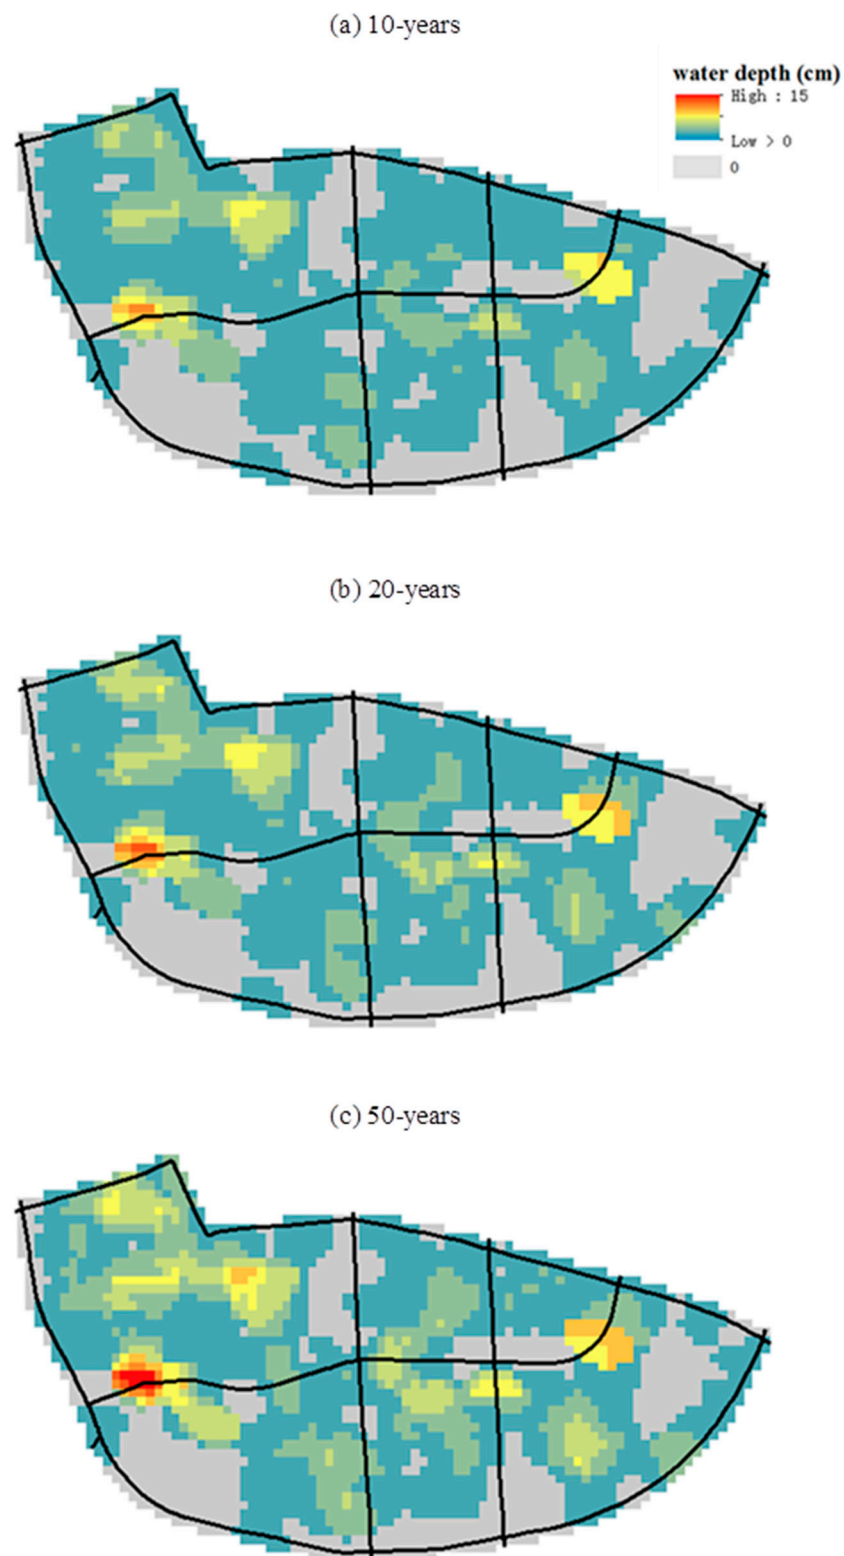 (a) 10-years
water depth (cm)
High : 15
Low > 0
0
(b) 20-years
(c) 50-years